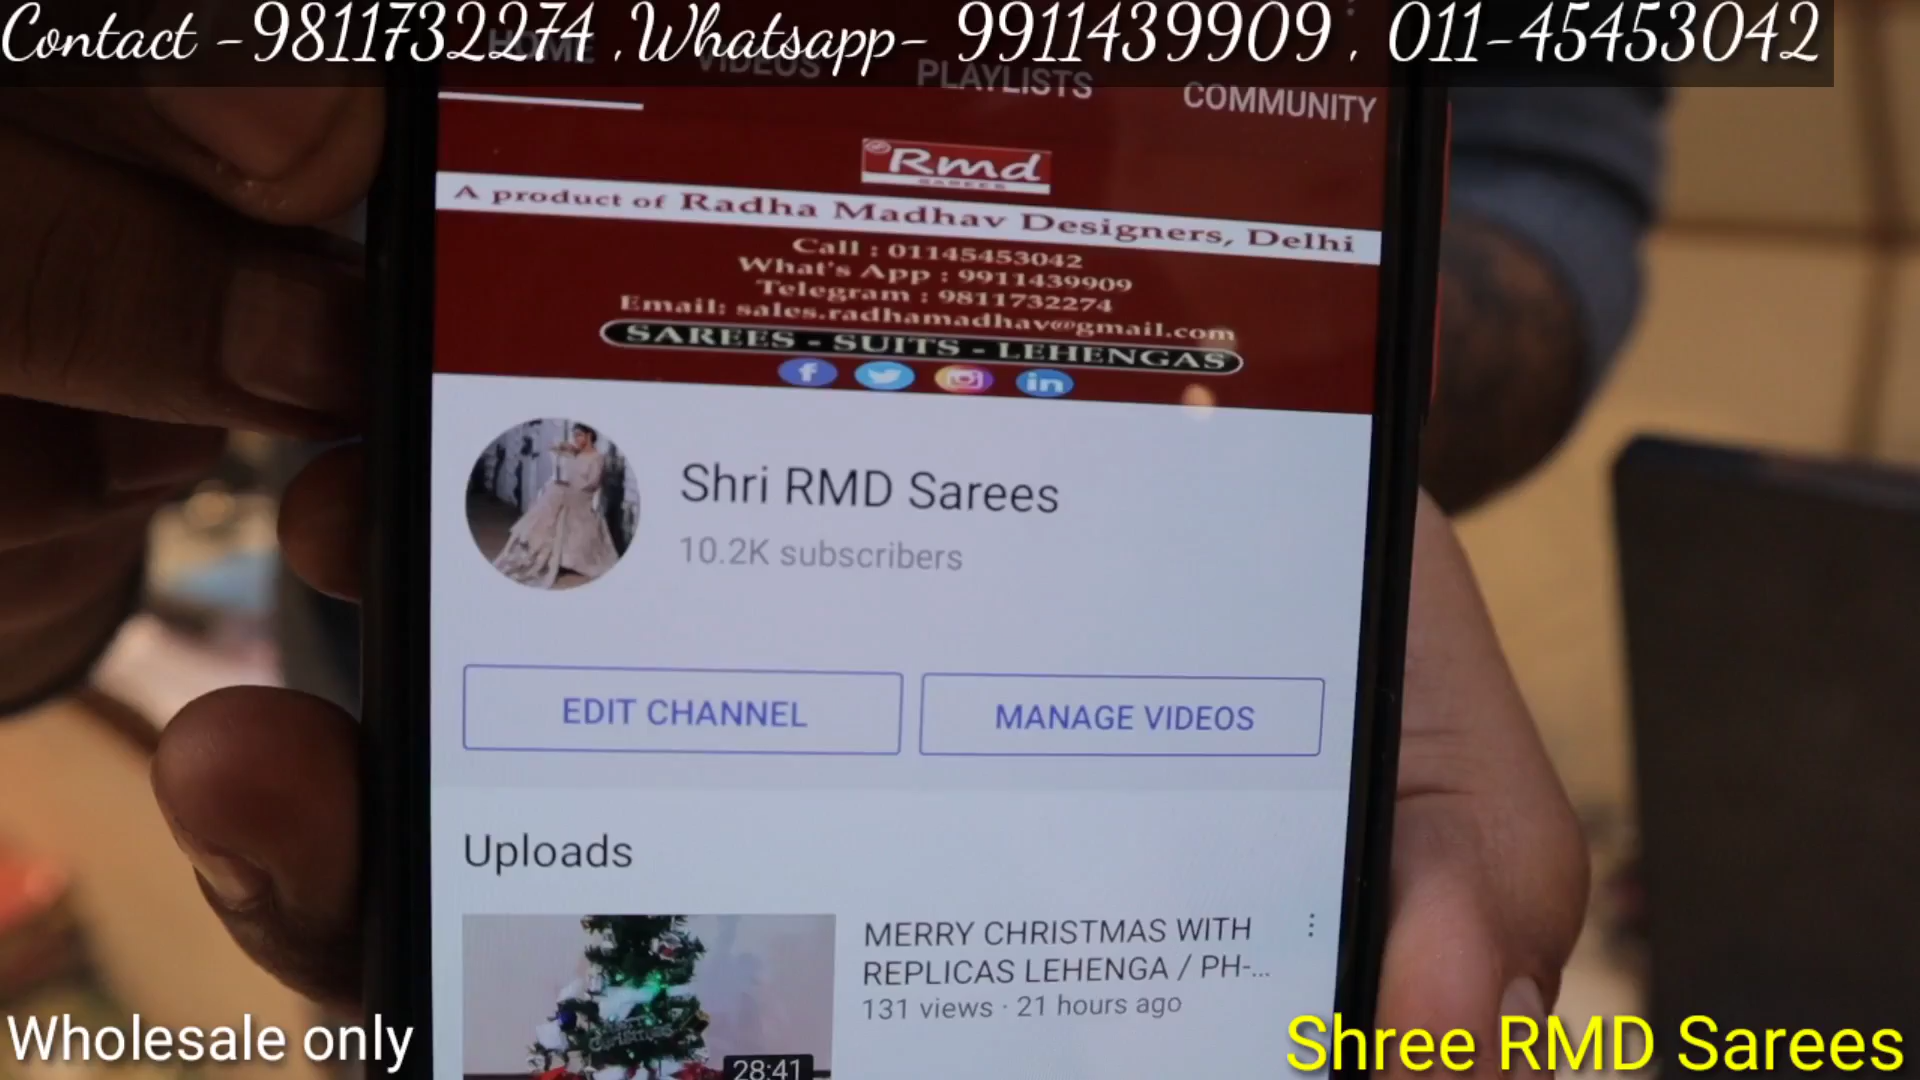 Contact -9811732274 ,Whatsapp- 9911439909 , 011-45453042
HOME VIDEOS PLAYLISTS COMMUNITY
Rmd
SAREES
A product of Radha Madhav Designers, Delhi
Call : 01145453042
What's App : 9911439909
Telegram : 9811732274
Email: sales.radhamadhav@gmail.com
SAREES - SUITS - LEHENGAS
Shri RMD Sarees
10.2K subscribers
EDIT CHANNEL MANAGE VIDEOS
Uploads
MERRY CHRISTMAS WITH
REPLICAS LEHENGA / PH-...
131 views · 21 hours ago
28:41
Wholesale only
Shree RMD Sarees